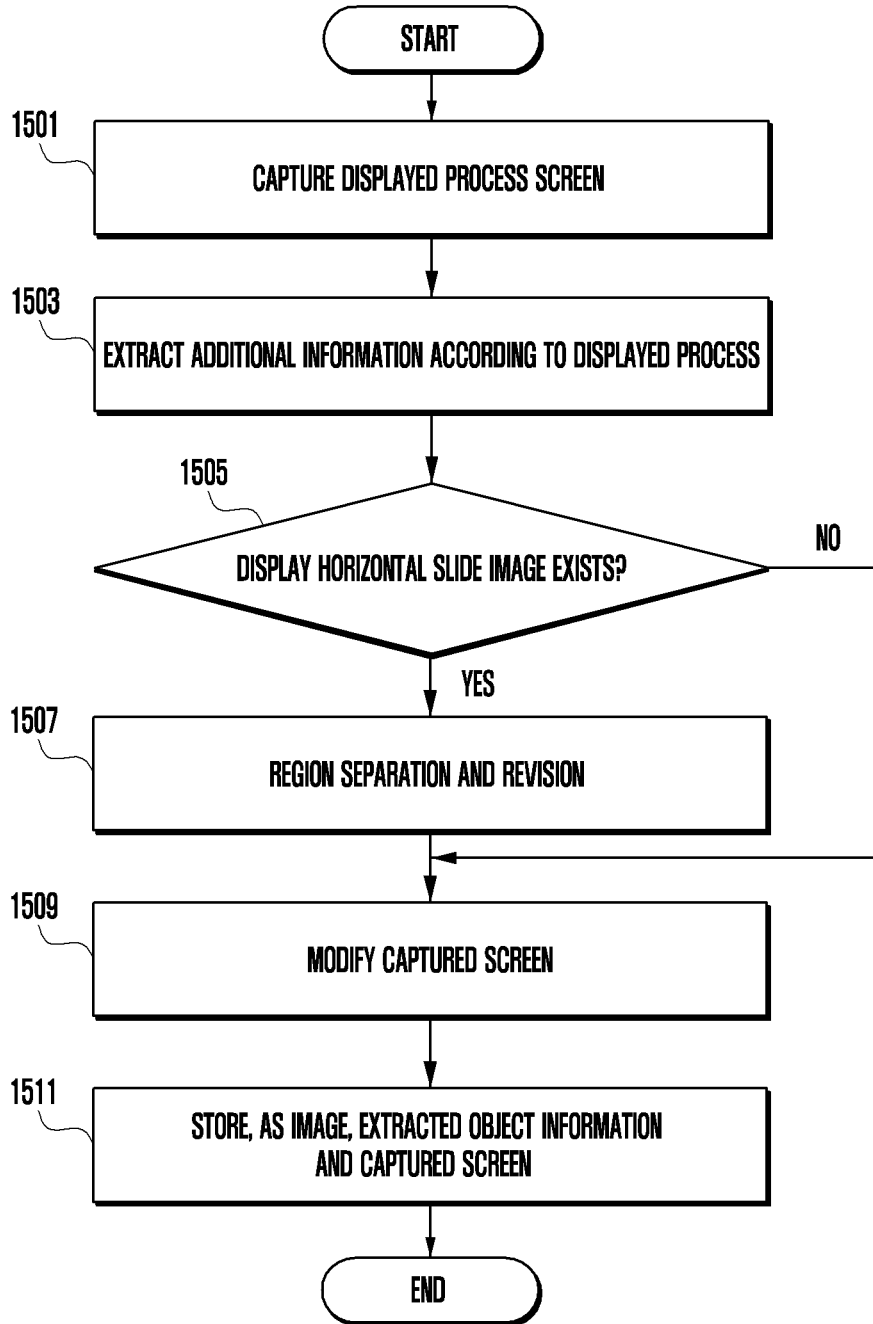 START
1501
CAPTURE DISPLAYED PROCESS SCREEN
1503
EXTRACT ADDITIONAL INFORMATION ACCORDING TO DISPLAYED PROCESS
1505
DISPLAY HORIZONTAL SLIDE IMAGE EXISTS?
NO
YES
1507
REGION SEPARATION AND REVISION
1509
MODIFY CAPTURED SCREEN
1511
STORE, AS IMAGE, EXTRACTED OBJECT INFORMATION
AND CAPTURED SCREEN
END